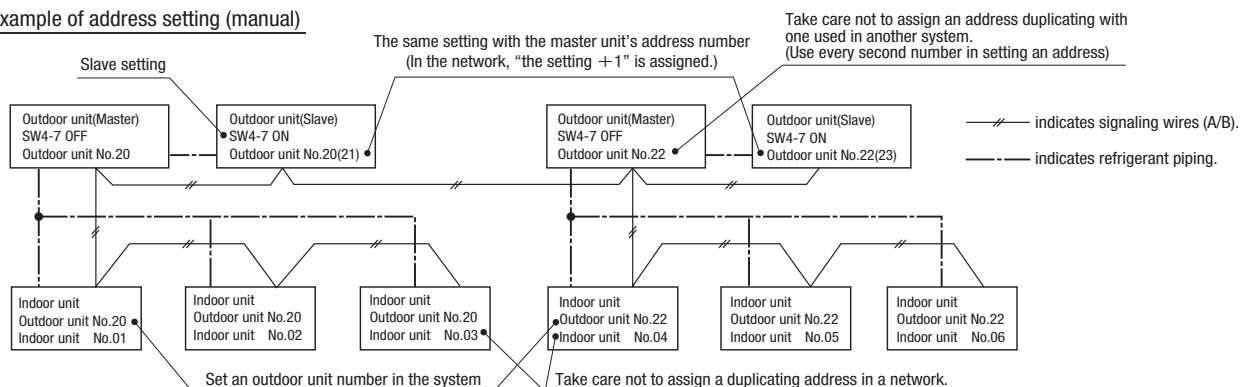 xample of address setting (manual)
Take care not to assign an address duplicating with
one used in another system.
(Use every second number in setting an address)
The same setting with the master unit's address number
(In the network, "the setting +1" is assigned.)
Slave setting
Outdoor unit(Master)
SW4-7 OFF
Outdoor unit No.20
Outdoor unit(Slave)
SW4-7 ON
Outdoor unit No.20(21)
Outdoor unit(Master)
SW4-7 OFF
Outdoor unit No.22
Outdoor unit(Slave)
SW4-7 ON
Outdoor unit No.22(23)
indicates signaling wires (A/B).
indicates refrigerant piping.
Indoor unit
Outdoor unit No.20
Indoor unit No.01
Indoor unit
Outdoor unit No.20
Indoor unit No.02
Indoor unit
Outdoor unit No.20
Indoor unit No.03
Indoor unit
Outdoor unit No.22
Indoor unit No.04
Indoor unit
Outdoor unit No.22
Indoor unit No.05
Indoor unit
Outdoor unit No.22
Indoor unit No.06
Set an outdoor unit number in the system
Take care not to assign a duplicating address in a network.